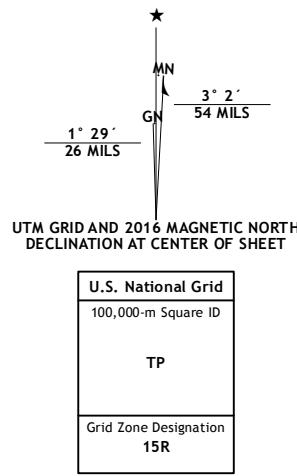 ★
MN
GN
3° 2´
54 MILS
1° 29´
26 MILS
UTM GRID AND 2016 MAGNETIC NORTH
DECLINATION AT CENTER OF SHEET
U.S. National Grid
100,000-m Square ID
TP
Grid Zone Designation
15R